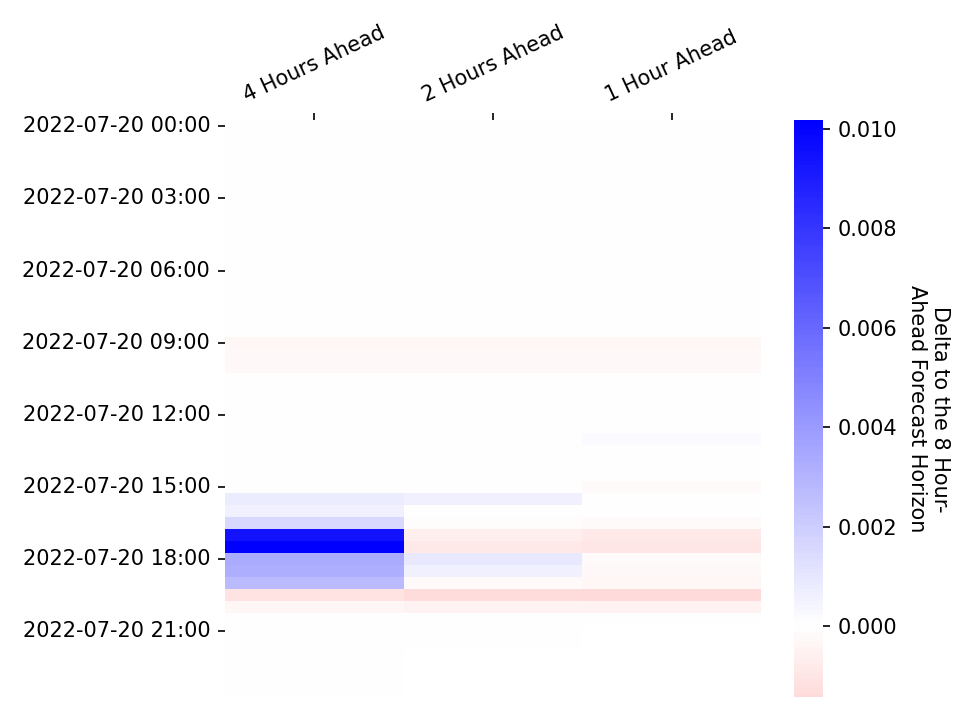 4 Hours Ahead
2 Hours Ahead
1 Hour Ahead
2022-07-20 00:00
2022-07-20 03:00
2022-07-20 06:00
2022-07-20 09:00
2022-07-20 12:00
2022-07-20 15:00
2022-07-20 18:00
2022-07-20 21:00
0.010
0.008
0.006
0.004
0.002
0.000
Delta to the 8 Hour-
Ahead Forecast Horizon